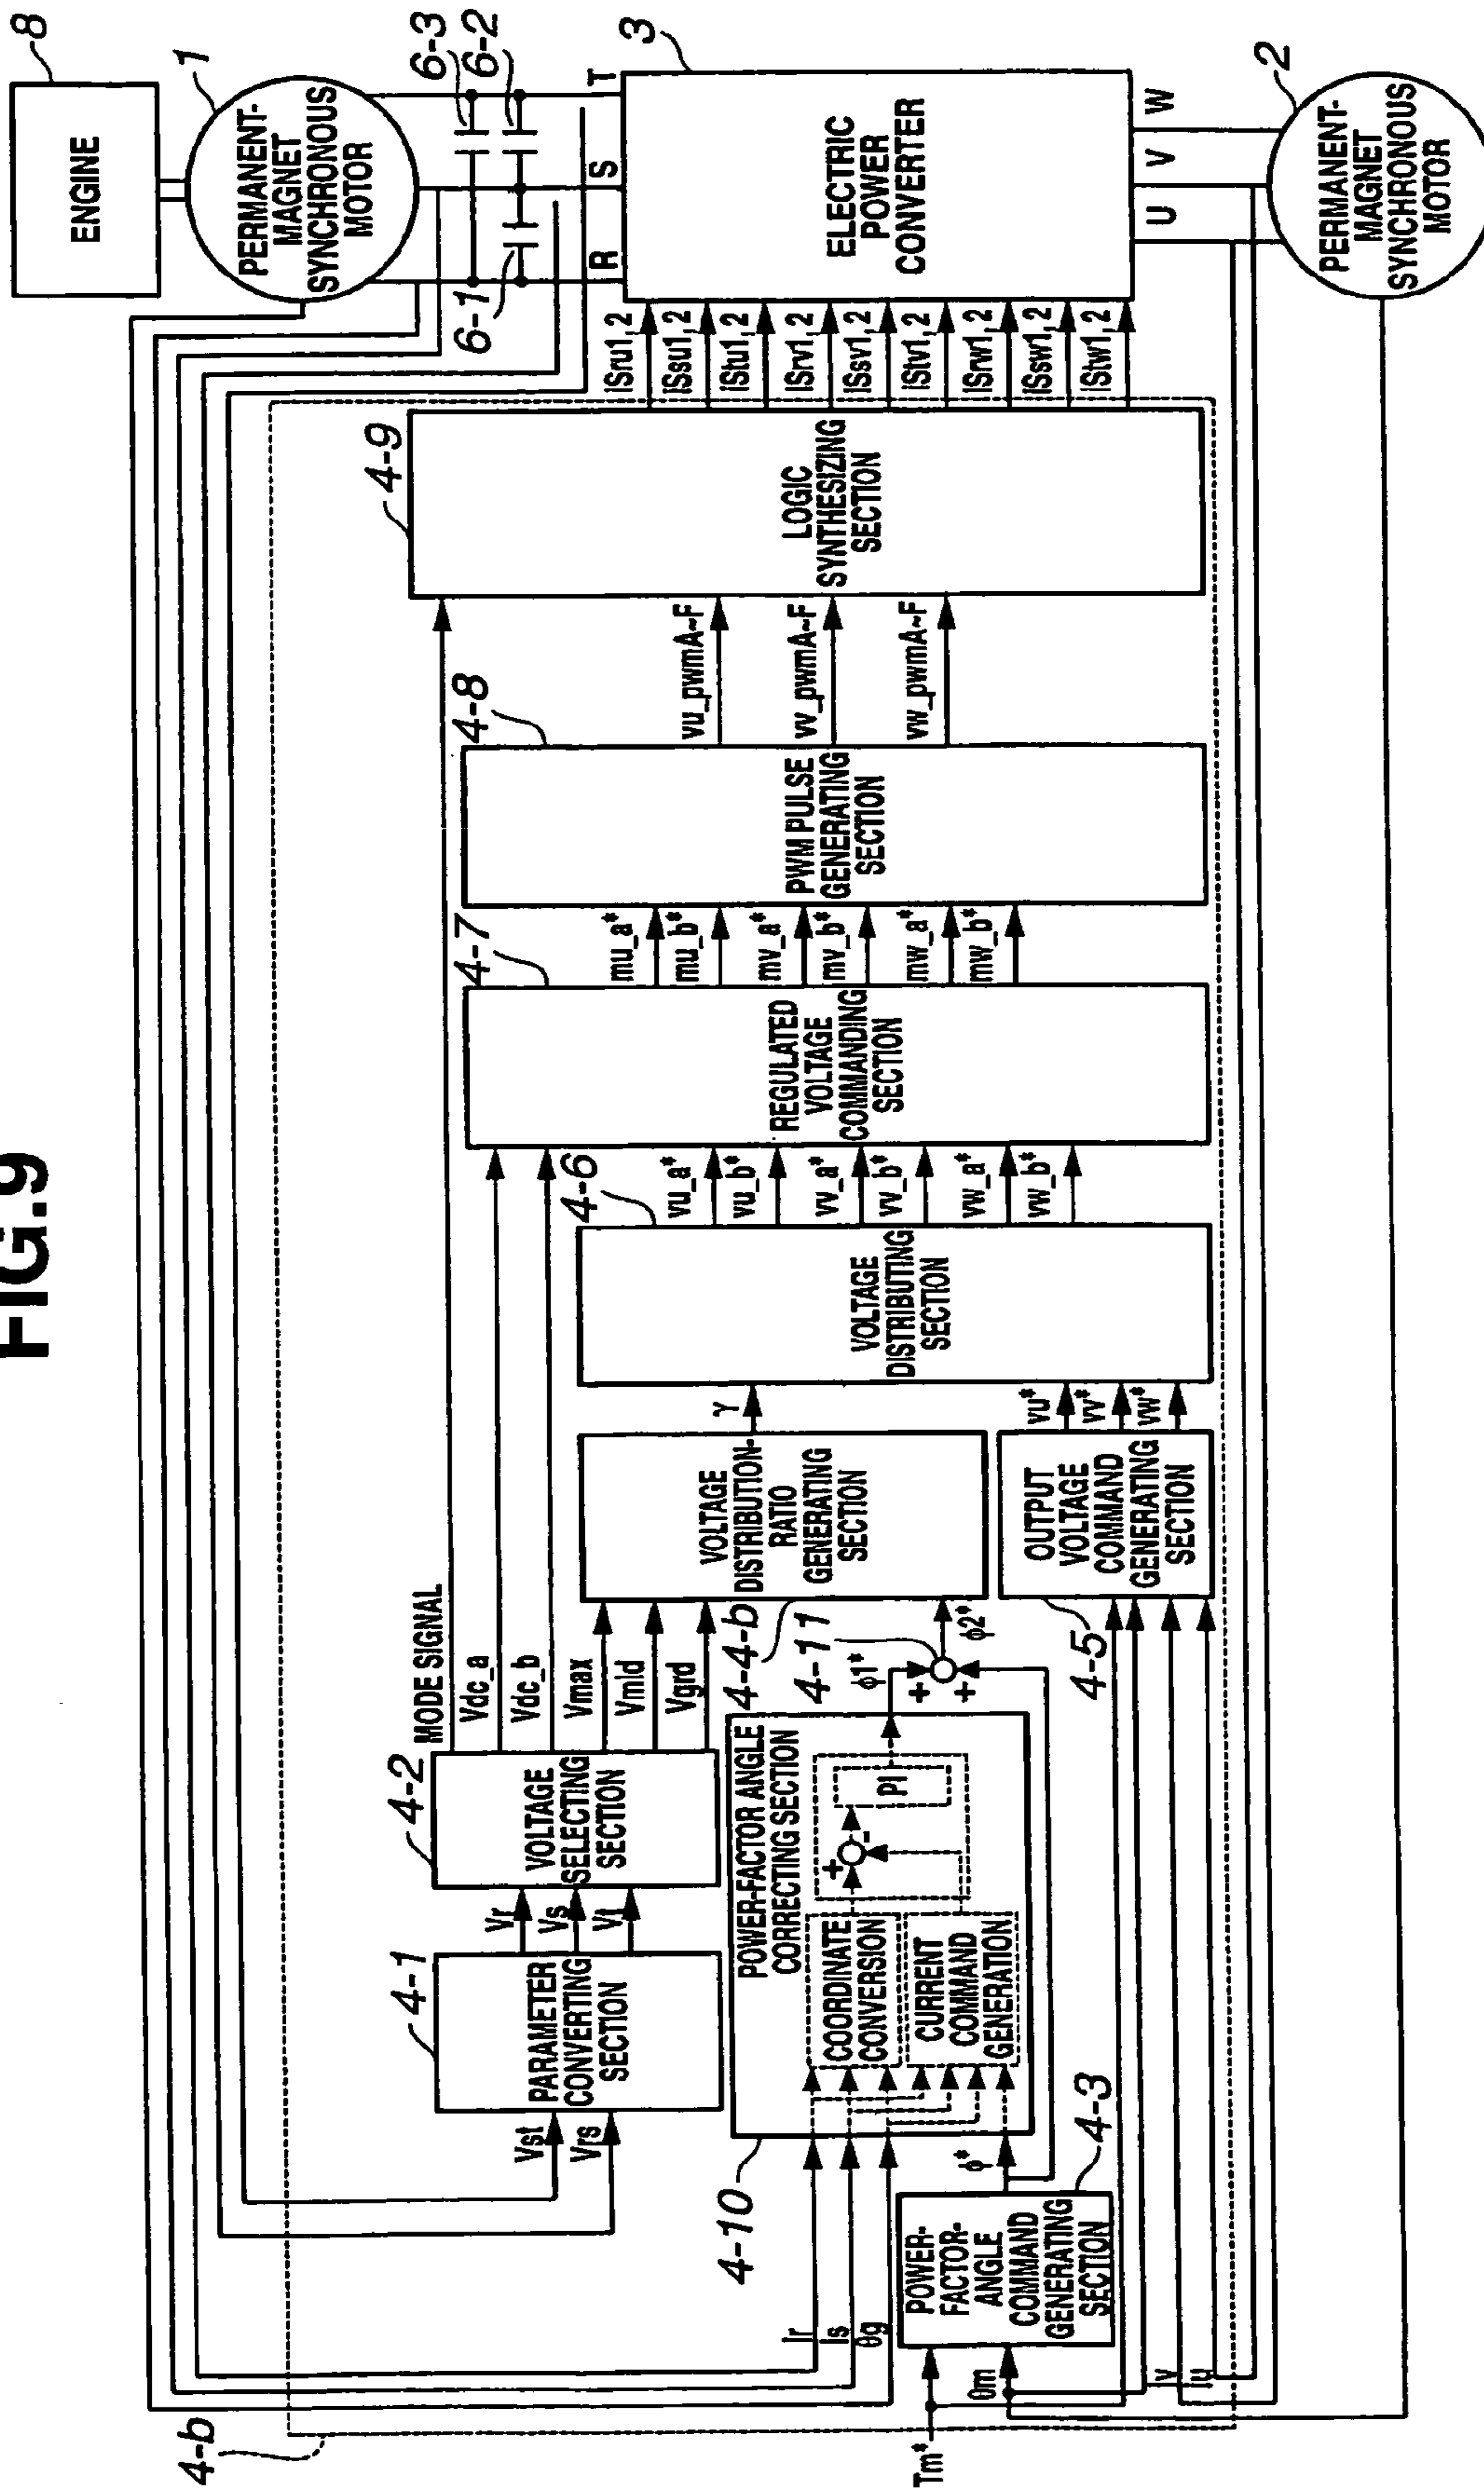 FIG.9
4-b
8
ENGINE
1
PERMANENT-
MAGNET
SYNCHRONOUS
MOTOR
6-3
6-2
6-1
R
S
T
3
ELECTRIC
POWER
CONVERTER
U
V
W
2
PERMANENT-
MAGNET
SYNCHRONOUS
MOTOR
Vst
Vrs
4-1
PARAMETER
CONVERTING
SECTION
Vr
Vs
Vt
4-2
VOLTAGE
SELECTING
SECTION
MODE SIGNAL
Vdc_a
Vdc_b
Vmax
Vmid
Vgrd
4-4-b
VOLTAGE
DISTRIBUTION-
RATIO
GENERATING
SECTION
γ
4-10
Ir
Is
θg
POWER-FACTOR ANGLE
CORRECTING SECTION
COORDINATE
CONVERSION
CURRENT
COMMAND
GENERATION
+
-
PI
ϕ1*
4-11
+
+
ϕ2*
Tm*
θm
POWER-
FACTOR-
ANGLE
COMMAND
GENERATING
SECTION
4-3
ϕ*
4-5
OUTPUT
VOLTAGE
COMMAND
GENERATING
SECTION
vu*
vv*
vw*
4-6
VOLTAGE
DISTRIBUTING
SECTION
vu_a*
vu_b*
vv_a*
vv_b*
vw_a*
vw_b*
4-7
REGULATED
VOLTAGE
COMMANDING
SECTION
mu_a*
mu_b*
mv_a*
mv_b*
mw_a*
mw_b*
4-8
PWM PULSE
GENERATING
SECTION
vu_pwmA~F
vv_pwmA~F
vw_pwmA~F
4-9
LOGIC
SYNTHESIZING
SECTION
ISru1, 2
ISsu1, 2
IStu1, 2
ISrv1, 2
ISsv1, 2
IStv1, 2
ISrw1, 2
ISsw1, 2
IStw1, 2